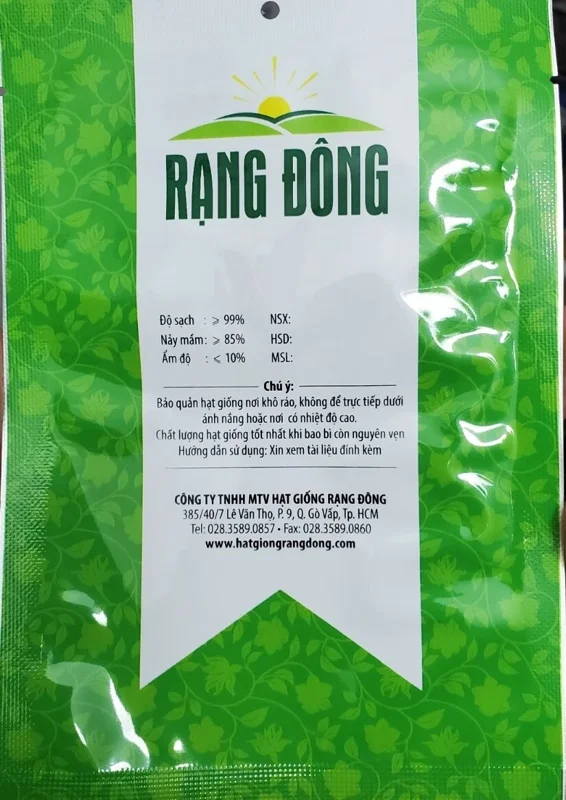 RẠNG ĐÔNG
Độ sạch : ⩾ 99% NSX:
Nảy mầm: ⩾ 85% HSD:
Ẩm độ : ⩽ 10% MSL:
Chú ý:
Bảo quản hạt giống nơi khô ráo, không để trực tiếp dưới
ánh nắng hoặc nơi có nhiệt độ cao.
Chất lượng hạt giống tốt nhất khi bao bì còn nguyên vẹn
Hướng dẫn sử dụng: Xin xem tài liệu đính kèm
CÔNG TY TNHH MTV HẠT GIỐNG RẠNG ĐÔNG
385/40/7 Lê Văn Thọ, P. 9, Q. Gò Vấp, Tp. HCM
Tel: 028.3589.0857 • Fax: 028.3589.0860
www.hatgiongrangdong.com